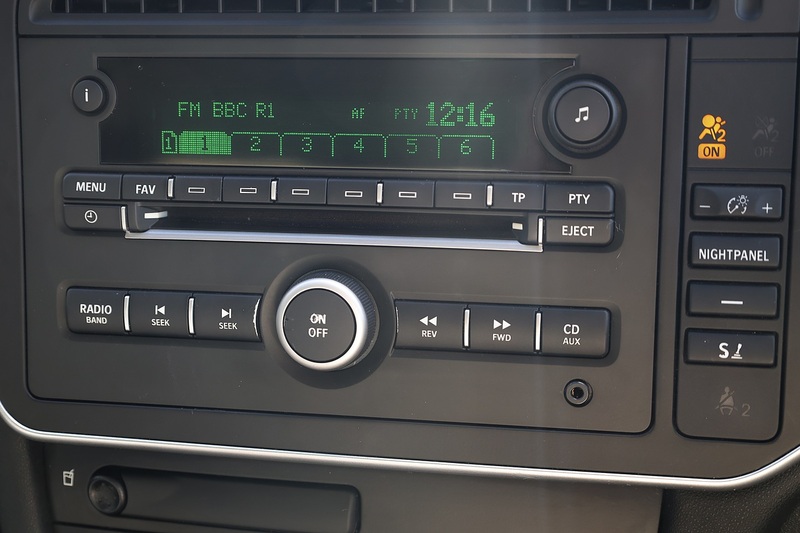 i
FM BBC R1 AF PTY 12:16
1 1 2 3 4 5 6
2 ON
2 OFF
MENU FAV TP PTY
EJECT
− +
NIGHTPANEL
RADIO BAND
SEEK
SEEK
ON OFF
REV
FWD
CD AUX
S
2